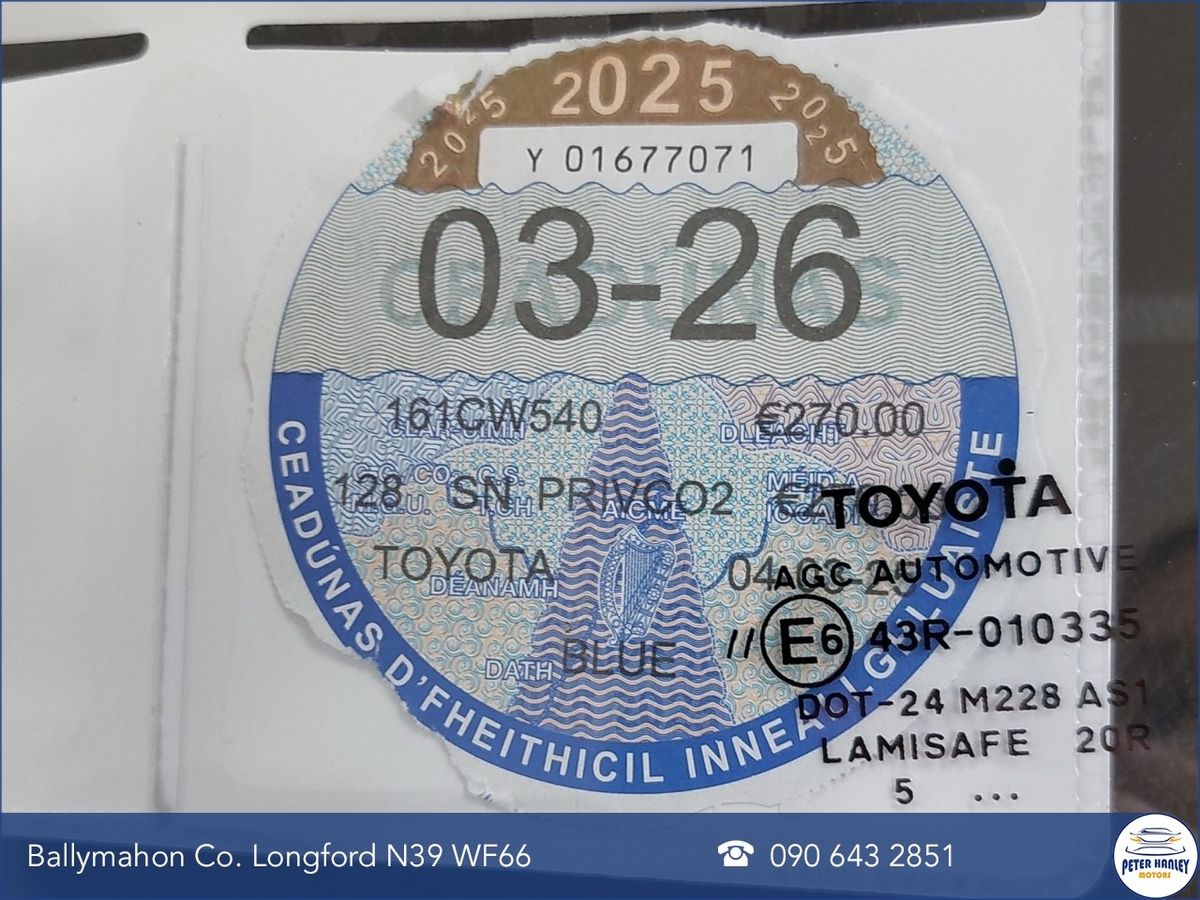 2025 2025 2025
Y 01677071
03-26
161CW540 €270.00
DLEACHT
128 SN PRIVCO2
MÉID A
AICME
TOYOTA
TOYOTA
DÉANAMH
AGC AUTOMOTIVE
E6 43R-010335
DATH BLUE
DOT-24 M228 AS1
LAMISAFE 20R
5 ...
CEADÚNAS D'FHEITHICIL INNEALGHLUAISTE
Ballymahon Co. Longford N39 WF66
☎ 090 643 2851
PETER HANLEY
MOTORS